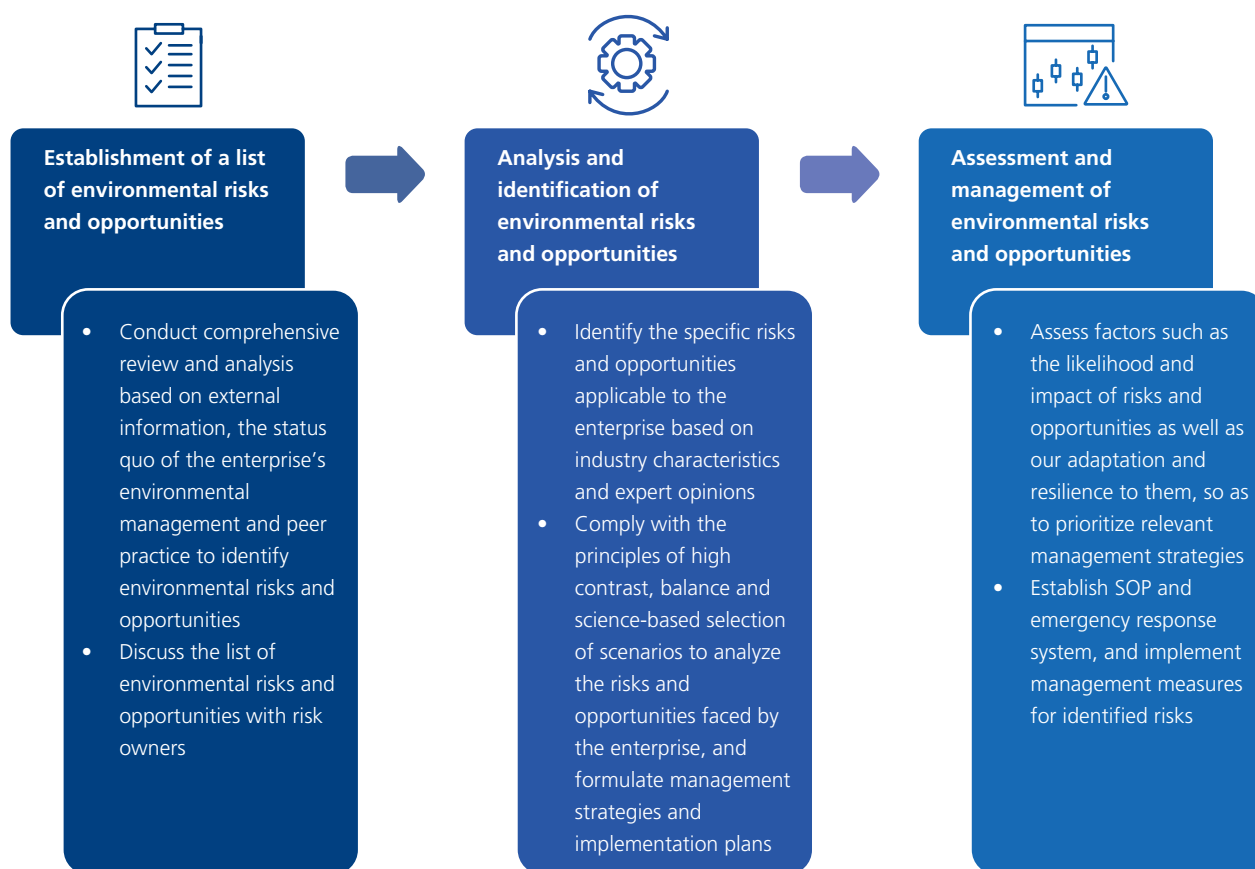 Establishment of a list
of environmental risks
and opportunities
• Conduct comprehensive
review and analysis
based on external
information, the status
quo of the enterprise’s
environmental
management and peer
practice to identify
environmental risks and
opportunities
• Discuss the list of
environmental risks and
opportunities with risk
owners
Analysis and
identification of
environmental risks
and opportunities
• Identify the specific risks
and opportunities
applicable to the
enterprise based on
industry characteristics
and expert opinions
• Comply with the
principles of high
contrast, balance and
science-based selection
of scenarios to analyze
the risks and
opportunities faced by
the enterprise, and
formulate management
strategies and
implementation plans
Assessment and
management of
environmental risks
and opportunities
• Assess factors such as
the likelihood and
impact of risks and
opportunities as well as
our adaptation and
resilience to them, so as
to prioritize relevant
management strategies
• Establish SOP and
emergency response
system, and implement
management measures
for identified risks